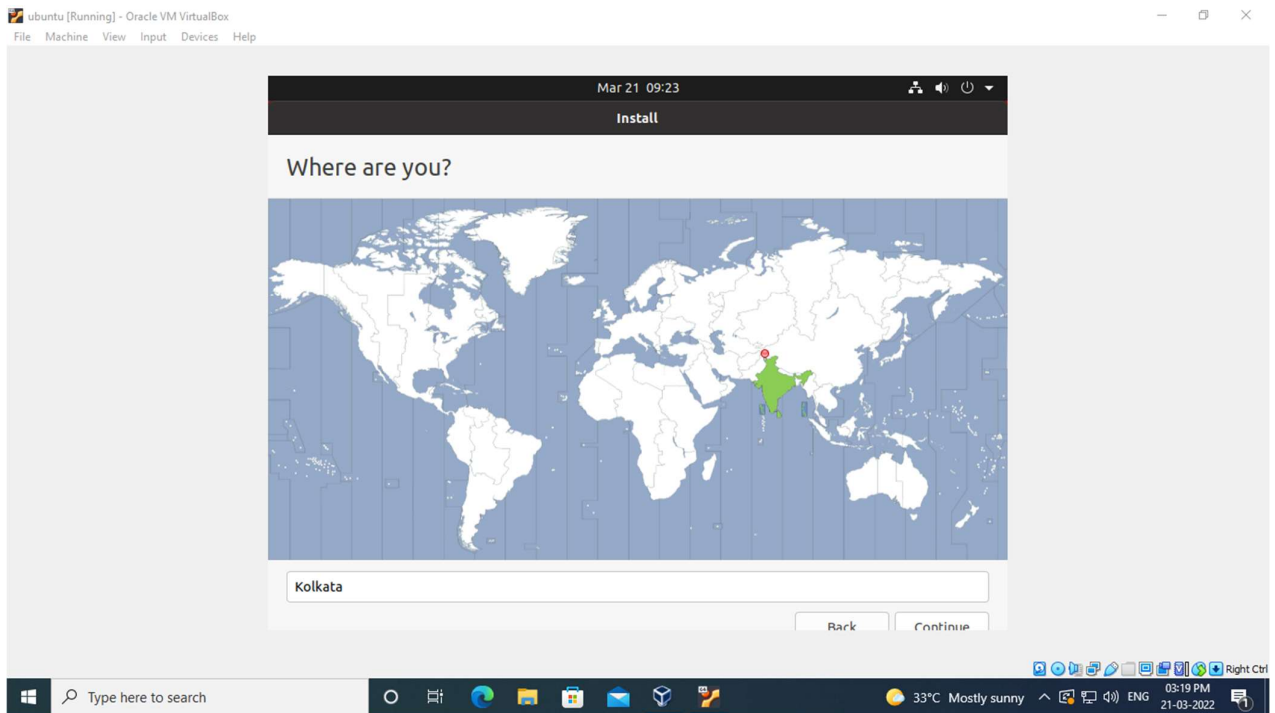 ubuntu [Running] - Oracle VM VirtualBox
File Machine View Input Devices Help
Mar 21 09:23
Install
Where are you?
Kolkata
Back Continue
Right Ctrl
Type here to search
33°C Mostly sunny ENG 03:19 PM
21-03-2022
1